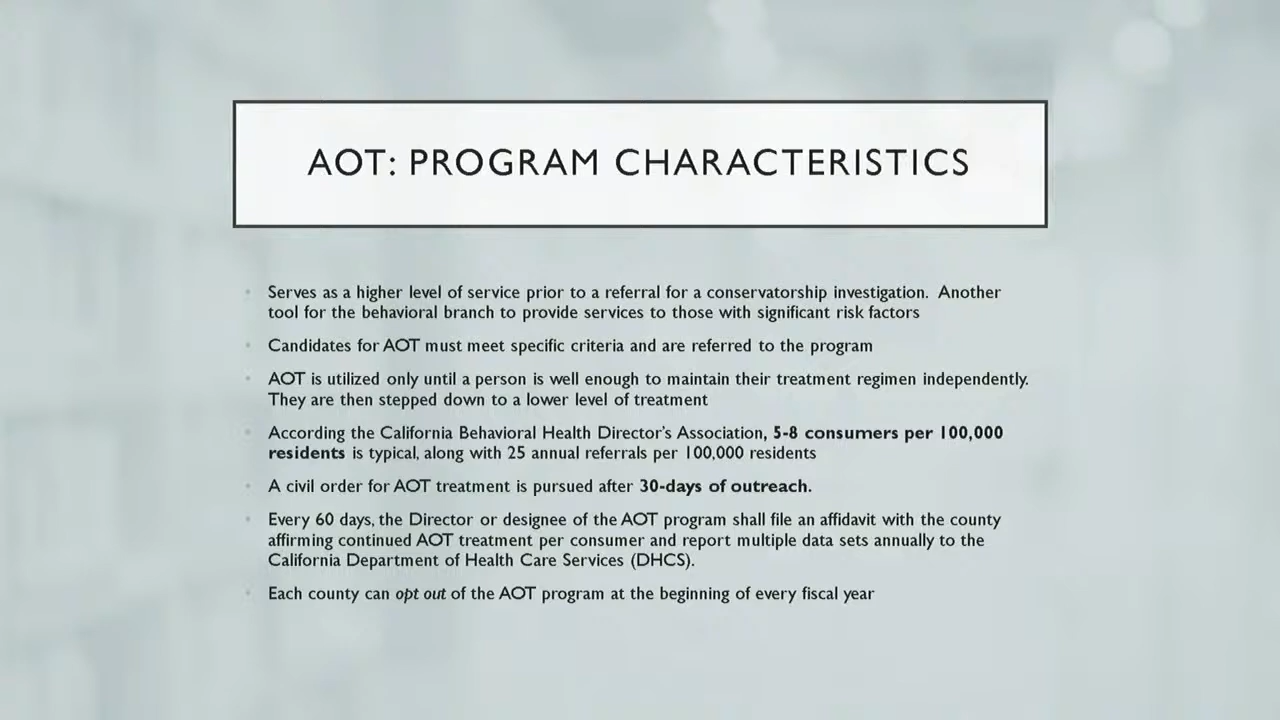 AOT: PROGRAM CHARACTERISTICS
• Serves as a higher level of service prior to a referral for a conservatorship investigation.  Another
tool for the behavioral branch to provide services to those with significant risk factors
• Candidates for AOT must meet specific criteria and are referred to the program
• AOT is utilized only until a person is well enough to maintain their treatment regimen independently.
They are then stepped down to a lower level of treatment
• According the California Behavioral Health Director's Association, 5-8 consumers per 100,000
residents is typical, along with 25 annual referrals per 100,000 residents
• A civil order for AOT treatment is pursued after 30-days of outreach.
• Every 60 days, the Director or designee of the AOT program shall file an affidavit with the county
affirming continued AOT treatment per consumer and report multiple data sets annually to the
California Department of Health Care Services (DHCS).
• Each county can opt out of the AOT program at the beginning of every fiscal year